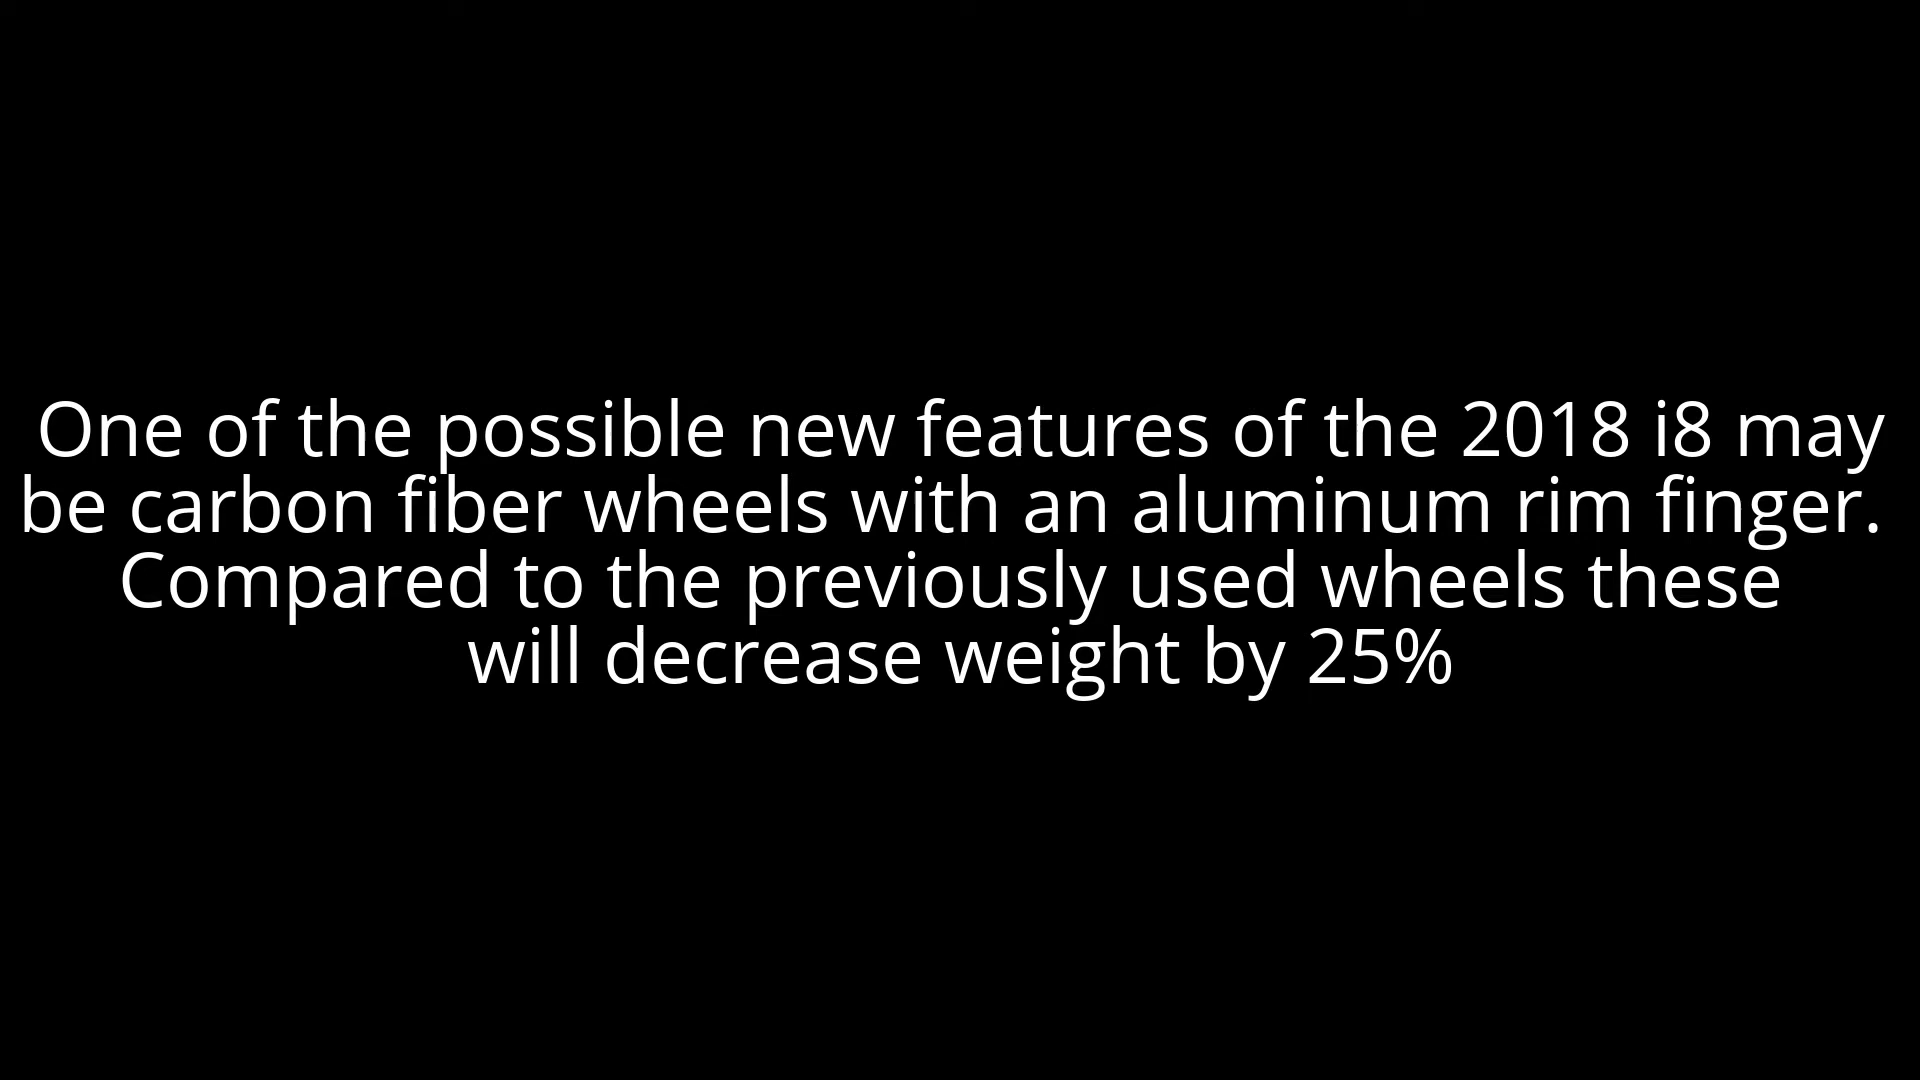 One of the possible new features of the 2018 i8 may
be carbon fiber wheels with an aluminum rim finger.
Compared to the previously used wheels these
will decrease weight by 25%